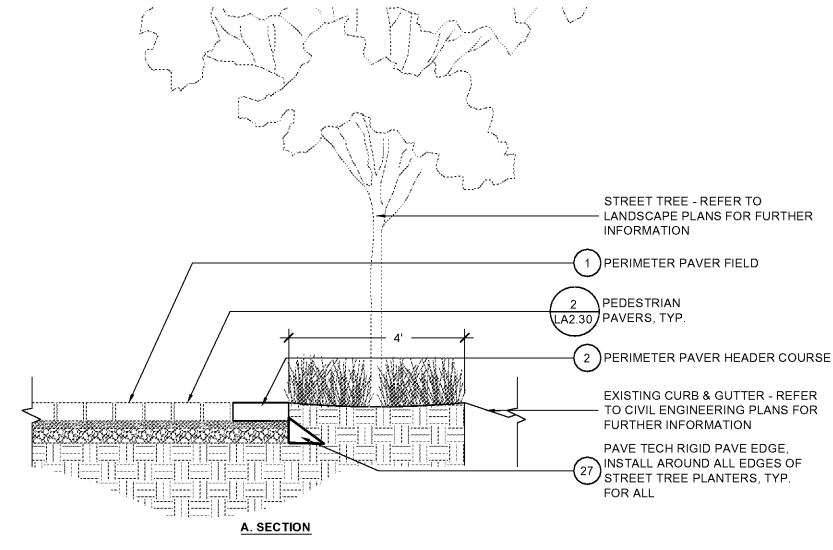 STREET TREE - REFER TO
LANDSCAPE PLANS FOR FURTHER
INFORMATION
1 PERIMETER PAVER FIELD
2
LA2.30
PEDESTRIAN
PAVERS, TYP.
4'
2 PERIMETER PAVER HEADER COURSE
EXISTING CURB & GUTTER - REFER
TO CIVIL ENGINEERING PLANS FOR
FURTHER INFORMATION
27
PAVE TECH RIGID PAVE EDGE,
INSTALL AROUND ALL EDGES OF
STREET TREE PLANTERS, TYP.
FOR ALL
A. SECTION